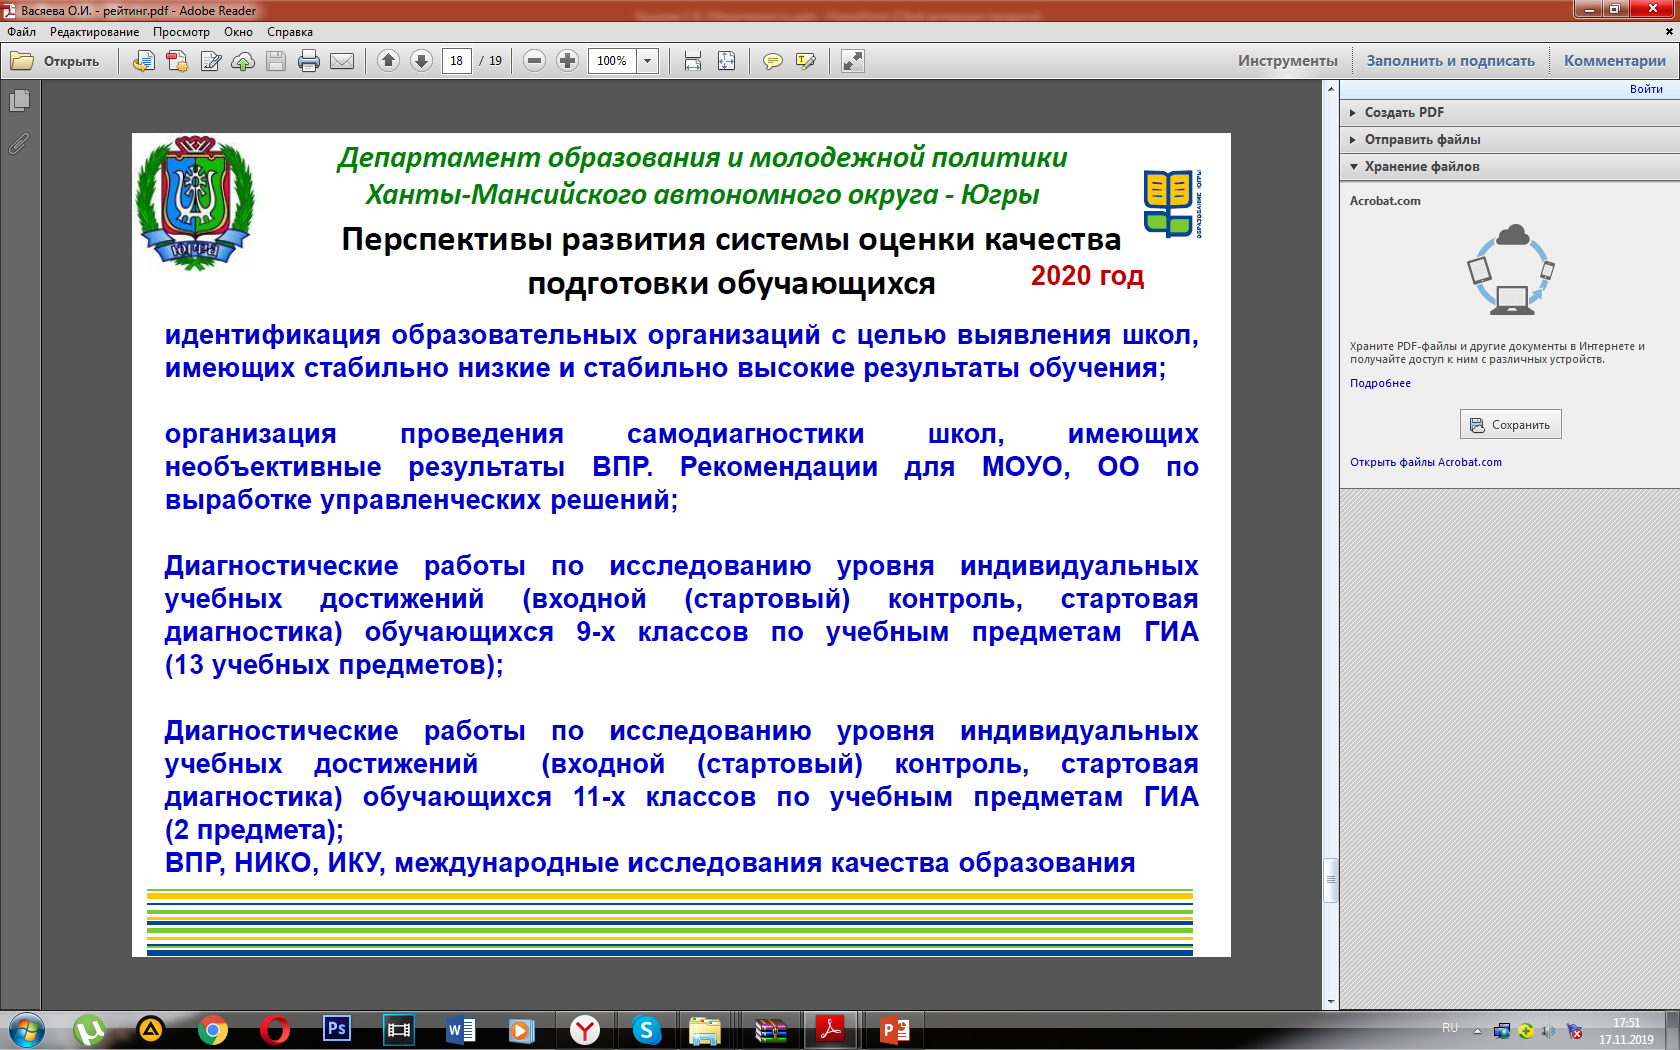 Васяева О.И. - рейтинг.pdf - Adobe Reader
Файл Редактирование Просмотр Окно Справка
Открыть 18 / 19 100% Инструменты Заполнить и подписать Комментарии
Войти
Создать PDF
Отправить файлы
Хранение файлов
Acrobat.com
Храните PDF-файлы и другие документы в Интернете и
получайте доступ к ним с различных устройств.
Подробнее
Сохранить
Открыть файлы Acrobat.com
Департамент образования и молодежной политики
Ханты-Мансийского автономного округа - Югры
ЮГРА
ОБРАЗОВАНИЕ ЮГРЫ
Перспективы развития системы оценки качества
подготовки обучающихся
2020 год
идентификация образовательных организаций с целью выявления школ,
имеющих стабильно низкие и стабильно высокие результаты обучения;
организация проведения самодиагностики школ, имеющих
необъективные результаты ВПР. Рекомендации для МОУО, ОО по
выработке управленческих решений;
Диагностические работы по исследованию уровня индивидуальных
учебных достижений (входной (стартовый) контроль, стартовая
диагностика) обучающихся 9-х классов по учебным предметам ГИА
(13 учебных предметов);
Диагностические работы по исследованию уровня индивидуальных
учебных достижений (входной (стартовый) контроль, стартовая
диагностика) обучающихся 11-х классов по учебным предметам ГИА
(2 предмета);
ВПР, НИКО, ИКУ, международные исследования качества образования
RU
17:51
17.11.2019